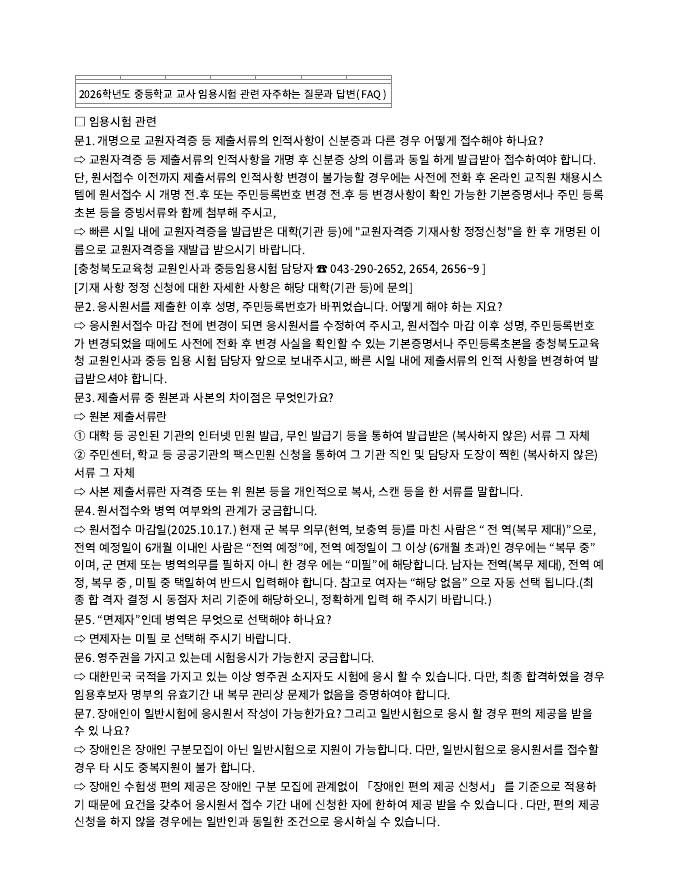 2026학년도 중등학교 교사 임용시험 관련 자주하는 질문과 답변(FAQ)
□ 임용시험 관련
문1. 개명으로 교원자격증 등 제출서류의 인적사항이 신분증과 다른 경우 어떻게 접수해야 하나요?
⇨ 교원자격증 등 제출서류의 인적사항을 개명 후 신분증 상의 이름과 동일 하게 발급받아 접수하여야 합니다.
단, 원서접수 이전까지 제출서류의 인적사항 변경이 불가능할 경우에는 사전에 전화 후 온라인 교직원 채용시스
템에 원서접수 시 개명 전.후 또는 주민등록번호 변경 전.후 등 변경사항이 확인 가능한 기본증명서나 주민 등록
초본 등을 증빙서류와 함께 첨부해 주시고,
⇨ 빠른 시일 내에 교원자격증을 발급받은 대학(기관 등)에 "교원자격증 기재사항 정정신청"을 한 후 개명된 이
름으로 교원자격증을 재발급 받으시기 바랍니다.
[충청북도교육청 교원인사과 중등임용시험 담당자 ☎ 043-290-2652, 2654, 2656~9 ]
[기재 사항 정정 신청에 대한 자세한 사항은 해당 대학(기관 등)에 문의]
문2. 응시원서를 제출한 이후 성명, 주민등록번호가 바뀌었습니다. 어떻게 해야 하는 지요?
⇨ 응시원서접수 마감 전에 변경이 되면 응시원서를 수정하여 주시고, 원서접수 마감 이후 성명, 주민등록번호
가 변경되었을 때에도 사전에 전화 후 변경 사실을 확인할 수 있는 기본증명서나 주민등록초본을 충청북도교육
청 교원인사과 중등 임용 시험 담당자 앞으로 보내주시고, 빠른 시일 내에 제출서류의 인적 사항을 변경하여 발
급받으셔야 합니다.
문3. 제출서류 중 원본과 사본의 차이점은 무엇인가요?
⇨ 원본 제출서류란
① 대학 등 공인된 기관의 인터넷 민원 발급, 무인 발급기 등을 통하여 발급받은 (복사하지 않은) 서류 그 자체
② 주민센터, 학교 등 공공기관의 팩스민원 신청을 통하여 그 기관 직인 및 담당자 도장이 찍힌 (복사하지 않은)
서류 그 자체
⇨ 사본 제출서류란 자격증 또는 위 원본 등을 개인적으로 복사, 스캔 등을 한 서류를 말합니다.
문4. 원서접수와 병역 여부와의 관계가 궁금합니다.
⇨ 원서접수 마감일(2025.10.17.) 현재 군 복무 의무(현역, 보충역 등)를 마친 사람은 “ 전 역(복무 제대)”으로,
전역 예정일이 6개월 이내인 사람은 “전역 예정”에, 전역 예정일이 그 이상 (6개월 초과)인 경우에는 “복무 중”
이며, 군 면제 또는 병역의무를 필하지 아니 한 경우 에는 “미필”에 해당합니다. 남자는 전역(복무 제대), 전역 예
정, 복무 중 , 미필 중 택일하여 반드시 입력해야 합니다. 참고로 여자는 “해당 없음” 으로 자동 선택 됩니다.(최
종 합 격자 결정 시 동점자 처리 기준에 해당하오니, 정확하게 입력 해 주시기 바랍니다.)
문5. “면제자”인데 병역은 무엇으로 선택해야 하나요?
⇨ 면제자는 미필 로 선택해 주시기 바랍니다.
문6. 영주권을 가지고 있는데 시험응시가 가능한지 궁금합니다.
⇨ 대한민국 국적을 가지고 있는 이상 영주권 소지자도 시험에 응시 할 수 있습니다. 다만, 최종 합격하였을 경우
임용후보자 명부의 유효기간 내 복무 관리상 문제가 없음을 증명하여야 합니다.
문7. 장애인이 일반시험에 응시원서 작성이 가능한가요? 그리고 일반시험으로 응시 할 경우 편의 제공을 받을
수 있 나요?
⇨ 장애인은 장애인 구분모집이 아닌 일반시험으로 지원이 가능합니다. 다만, 일반시험으로 응시원서를 접수할
경우 타 시도 중복지원이 불가 합니다.
⇨ 장애인 수험생 편의 제공은 장애인 구분 모집에 관계없이 「장애인 편의 제공 신청서」 를 기준으로 적용하
기 때문에 요건을 갖추어 응시원서 접수 기간 내에 신청한 자에 한하여 제공 받을 수 있습니다 . 다만, 편의 제공
신청을 하지 않을 경우에는 일반인과 동일한 조건으로 응시하실 수 있습니다.